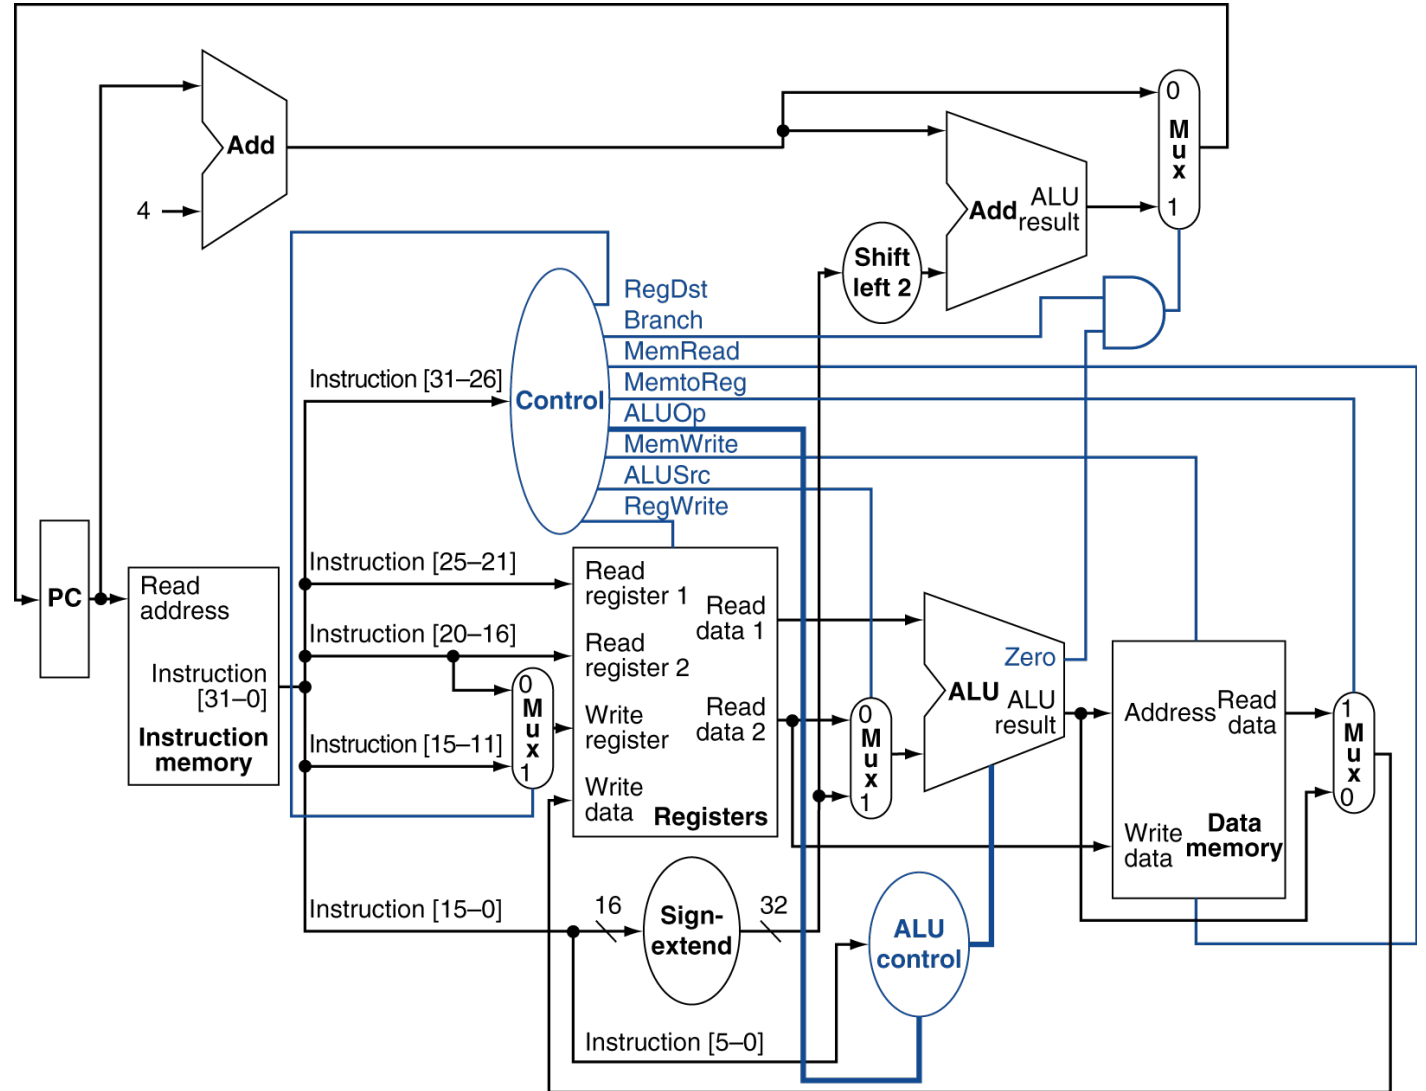 0
M
u
x
1
Add
4
Add
ALU
result
Shift
left 2
RegDst
Branch
MemRead
MemtoReg
ALUOp
MemWrite
ALUSrc
RegWrite
Control
Instruction [31–26]
Instruction [25–21]
Instruction [20–16]
Instruction [15–11]
Instruction [15–0]
Instruction [5–0]
PC
Read
address
Instruction
[31–0]
Instruction
memory
0
M
u
x
1
Read
register 1
Read
register 2
Write
register
Write
data
Read
data 1
Read
data 2
Registers
0
M
u
x
1
Zero
ALU
ALU
result
Address
Read
data
Write
data
Data
memory
1
M
u
x
0
16
Sign-
extend
32
ALU
control